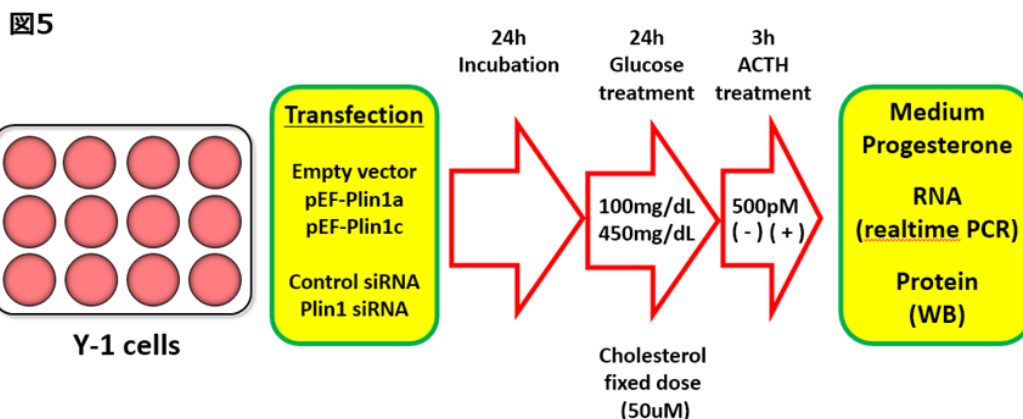 図5
Transfection
Empty vector
pEF-Plin1a
pEF-Plin1c
Control siRNA
Plin1 siRNA
Y-1 cells
24h
Incubation
24h
Glucose
treatment
100mg/dL
450mg/dL
Cholesterol
fixed dose
(50uM)
3h
ACTH
treatment
500pM
( - ) ( + )
Medium
Progesterone
RNA
(realtime PCR)
Protein
(WB)